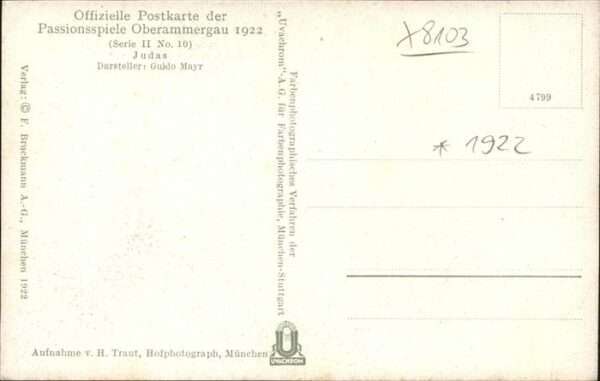 Offizielle Postkarte der
Passionsspiele Oberammergau 1922
(Serie II No. 10)
Judas
Darsteller: Guido Mayr
Verlag: © F. Bruckmann A.-G., München 1922
Aufnahme v. H. Traut, Hofphotograph, München
Farbenphotographisches Verfahren der
„Uvachrom“-A.G. für Farbenphotographie, München-Stuttgart
UVACHROM
8103
4799
* 1922